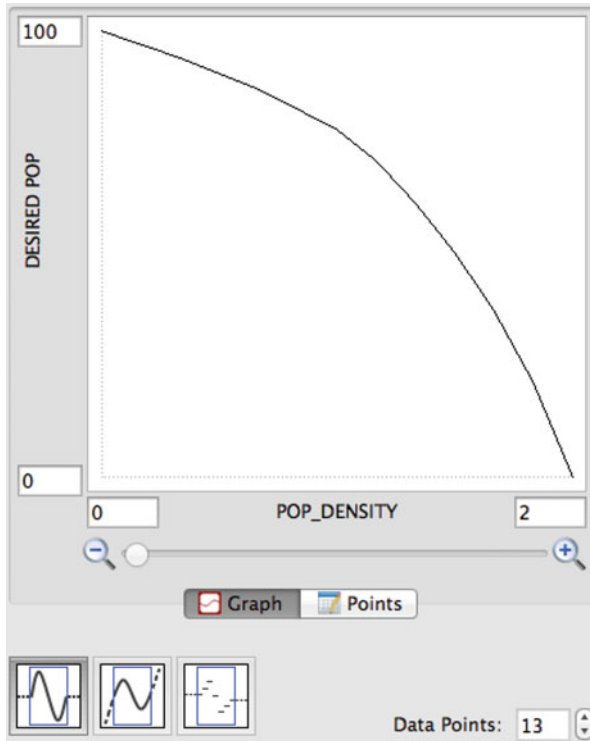 100
DESIRED POP
0
0 POP_DENSITY 2
Graph Points
Data Points: 13